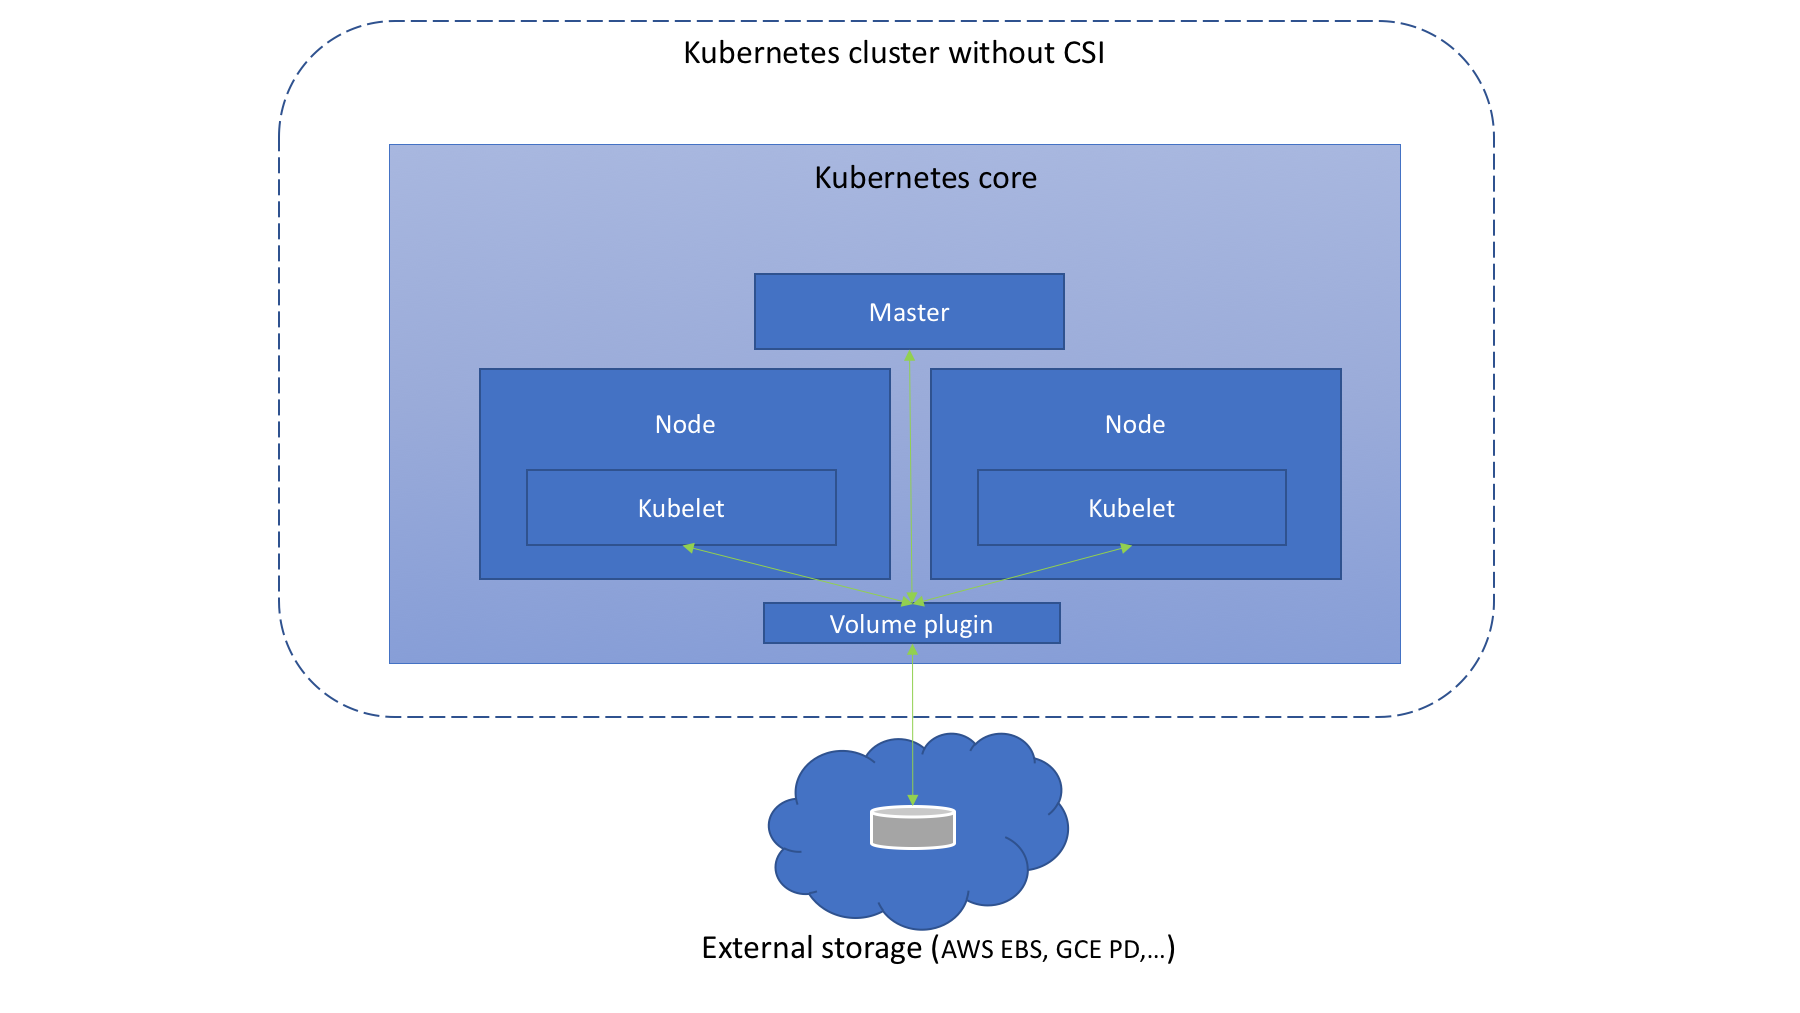 Kubernetes cluster without CSI
Kubernetes core
Master
Node
Node
Kubelet
Kubelet
Volume plugin
External storage (AWS EBS, GCE PD,...)